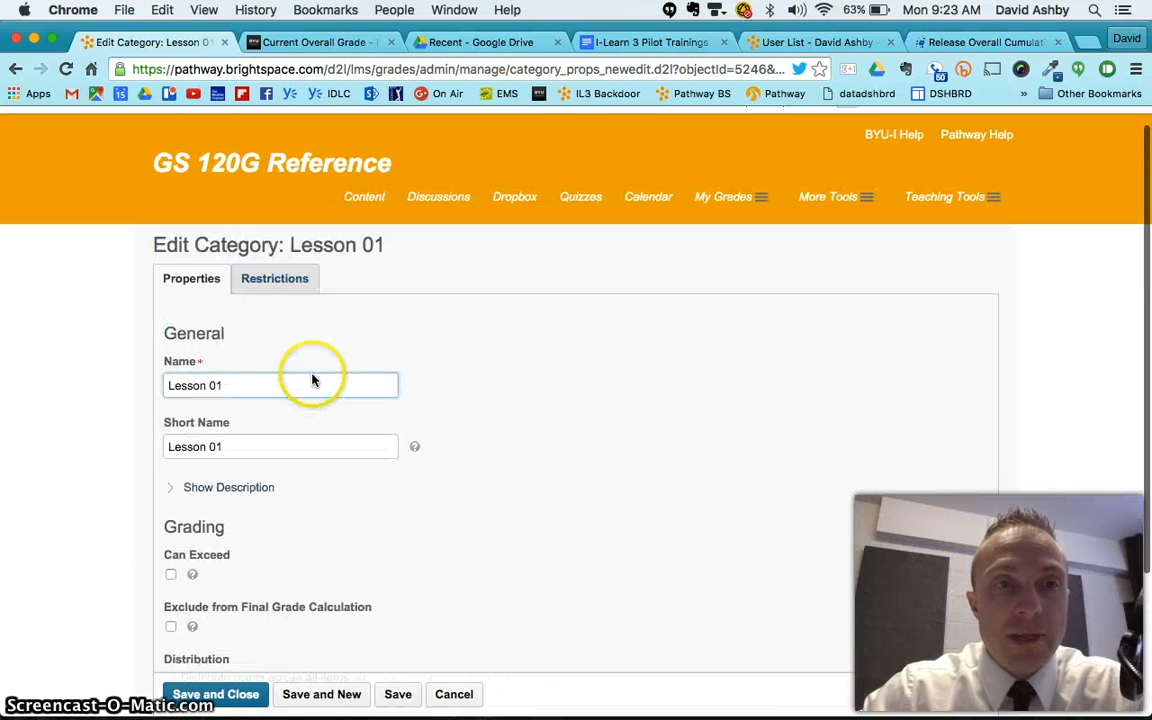 Chrome File Edit View History Bookmarks People Window Help 63% Mon 9:23 AM David Ashby
Edit Category: Lesson 01 Current Overall Grade - Recent - Google Drive I-Learn 3 Pilot Trainings User List - David Ashby - Release Overall Cumulati David
https://pathway.brightspace.com/d2l/lms/grades/admin/manage/category_props_newedit.d2l?objectId=5246&...
Apps 15 IDLC On Air EMS IL3 Backdoor Pathway BS Pathway datadshbrd DSHBRD » Other Bookmarks
BYU-I Help Pathway Help
GS 120G Reference
Content Discussions Dropbox Quizzes Calendar My Grades More Tools Teaching Tools
Edit Category: Lesson 01
Properties Restrictions
General
Name *
Lesson 01
Short Name
Lesson 01
Show Description
Grading
Can Exceed
Exclude from Final Grade Calculation
Distribution
Save and Close Save and New Save Cancel
Screencast-O-Matic.com